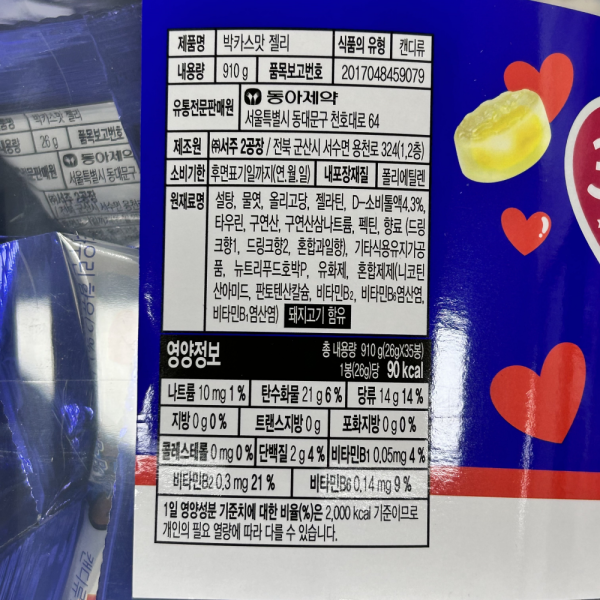 제품명 박카스맛 젤리 식품의 유형 캔디류
내용량 910 g 품목보고번호 2017048459079
유통전문판매원 동아제약
서울특별시 동대문구 천호대로 64
제조원 ㈜서주 2공장 / 전북 군산시 서수면 용천로 324(1,2층)
소비기한 후면표기일까지(연.월.일) 내포장재질 폴리에틸렌
원재료명 설탕, 물엿, 올리고당, 젤라틴, D-소비톨액4.3%,
타우린, 구연산, 구연산삼나트륨, 펙틴, 향료 (드링
크향1, 드링크향2, 혼합과일향), 기타식용유지가공
품, 뉴트리푸드호박P, 유화제, 혼합제제(니코틴
산아미드, 판토텐산칼슘, 비타민B₂, 비타민B₆염산염,
비타민B₁염산염) 돼지고기 함유
영양정보 총 내용량 910 g(26gX35봉)
1봉(26g)당 90 kcal
나트륨 10 mg 1 % 탄수화물 21 g 6 % 당류 14 g 14 %
지방 0 g 0 % 트랜스지방 0 g 포화지방 0 g 0 %
콜레스테롤 0 mg 0 % 단백질 2 g 4 % 비타민B1 0.05mg 4 %
비타민B2 0.3 mg 21 % 비타민B6 0.14 mg 9 %
1일 영양성분 기준치에 대한 비율(%)은 2,000 kcal 기준이므로
개인의 필요 열량에 따라 다를 수 있습니다.
박카스맛 젤리
26 g 품목보고번호
동아제약
서울특별시 동대문구
㈜서주 2공장